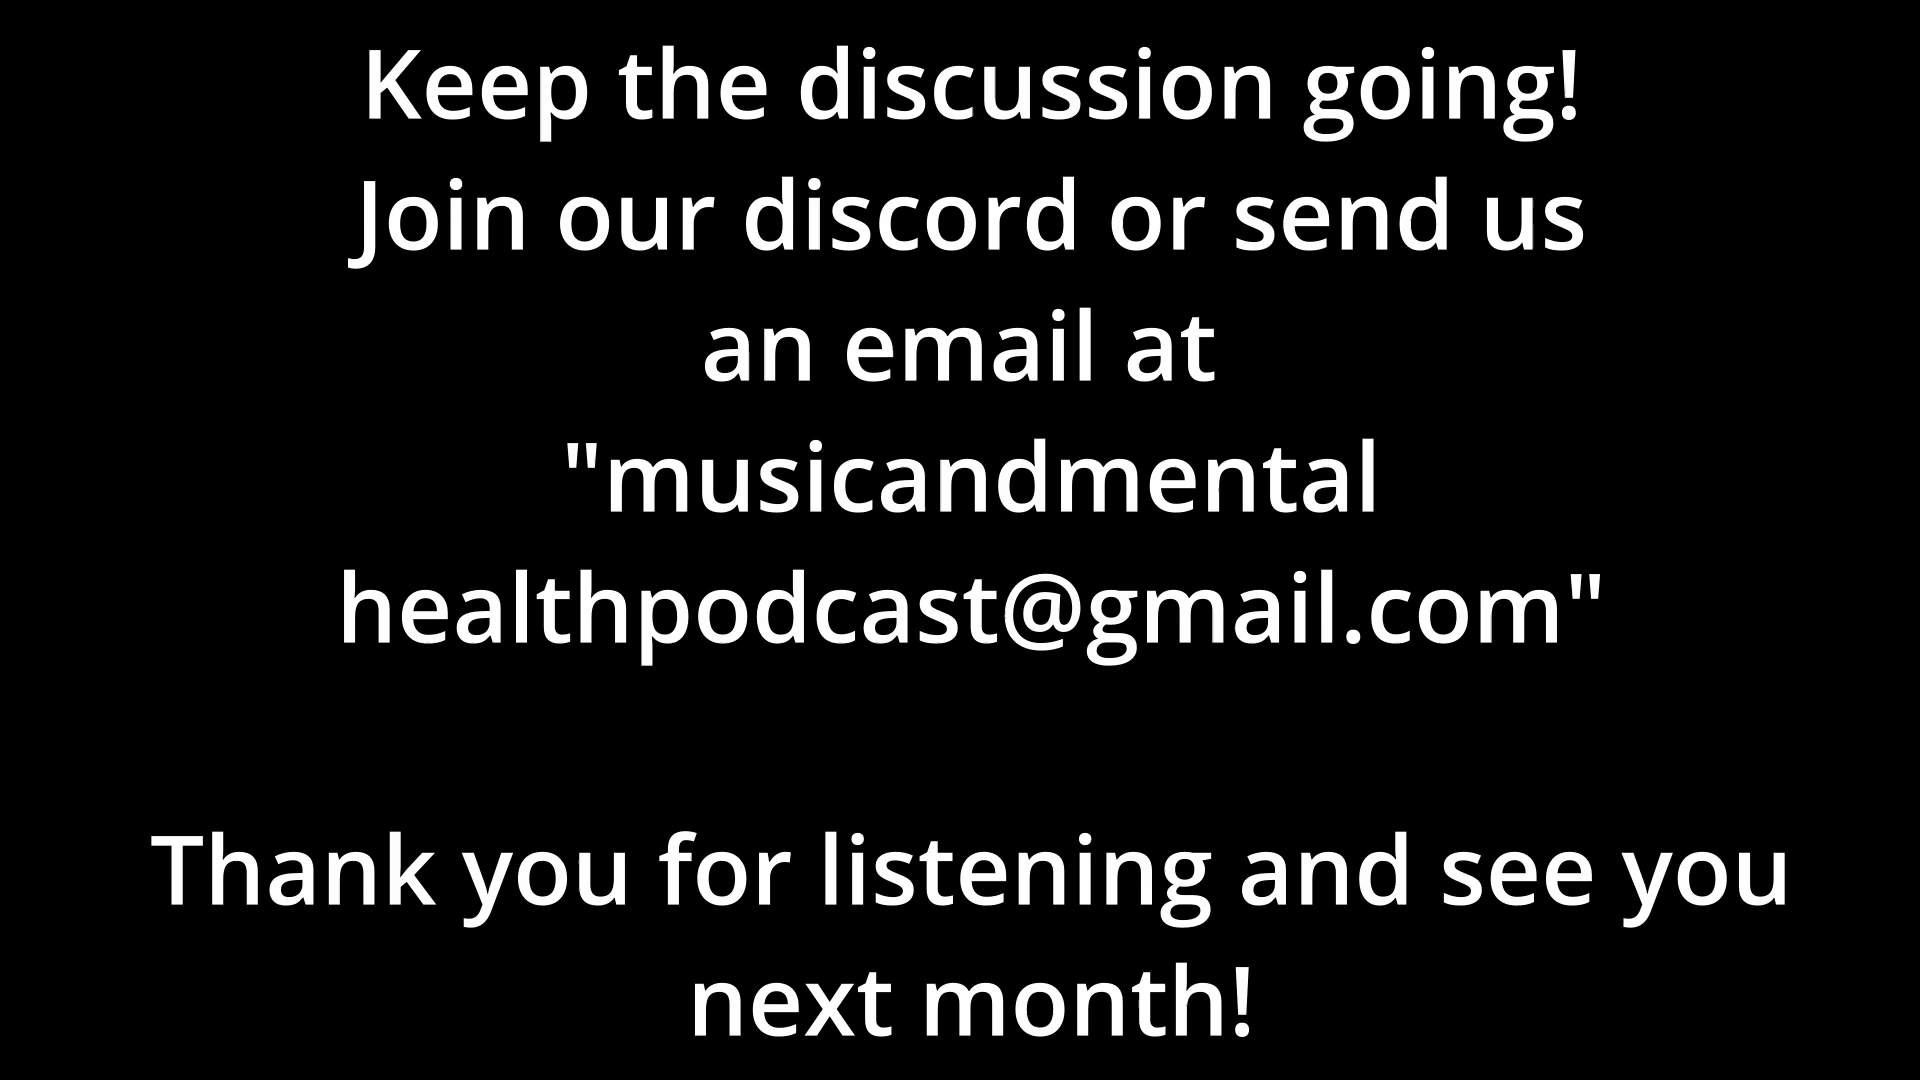 Keep the discussion going!
Join our discord or send us
an email at
"musicandmental
healthpodcast@gmail.com"
Thank you for listening and see you
next month!